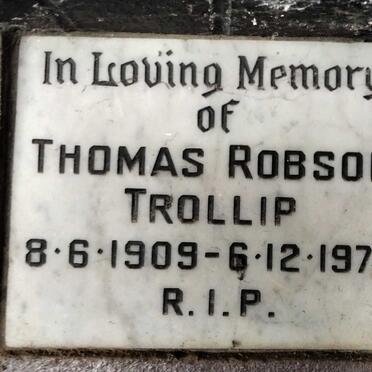 In Loving Memory
of
THOMAS ROBSO
TROLLIP
8·6·1909-6·12·197
R.I.P.